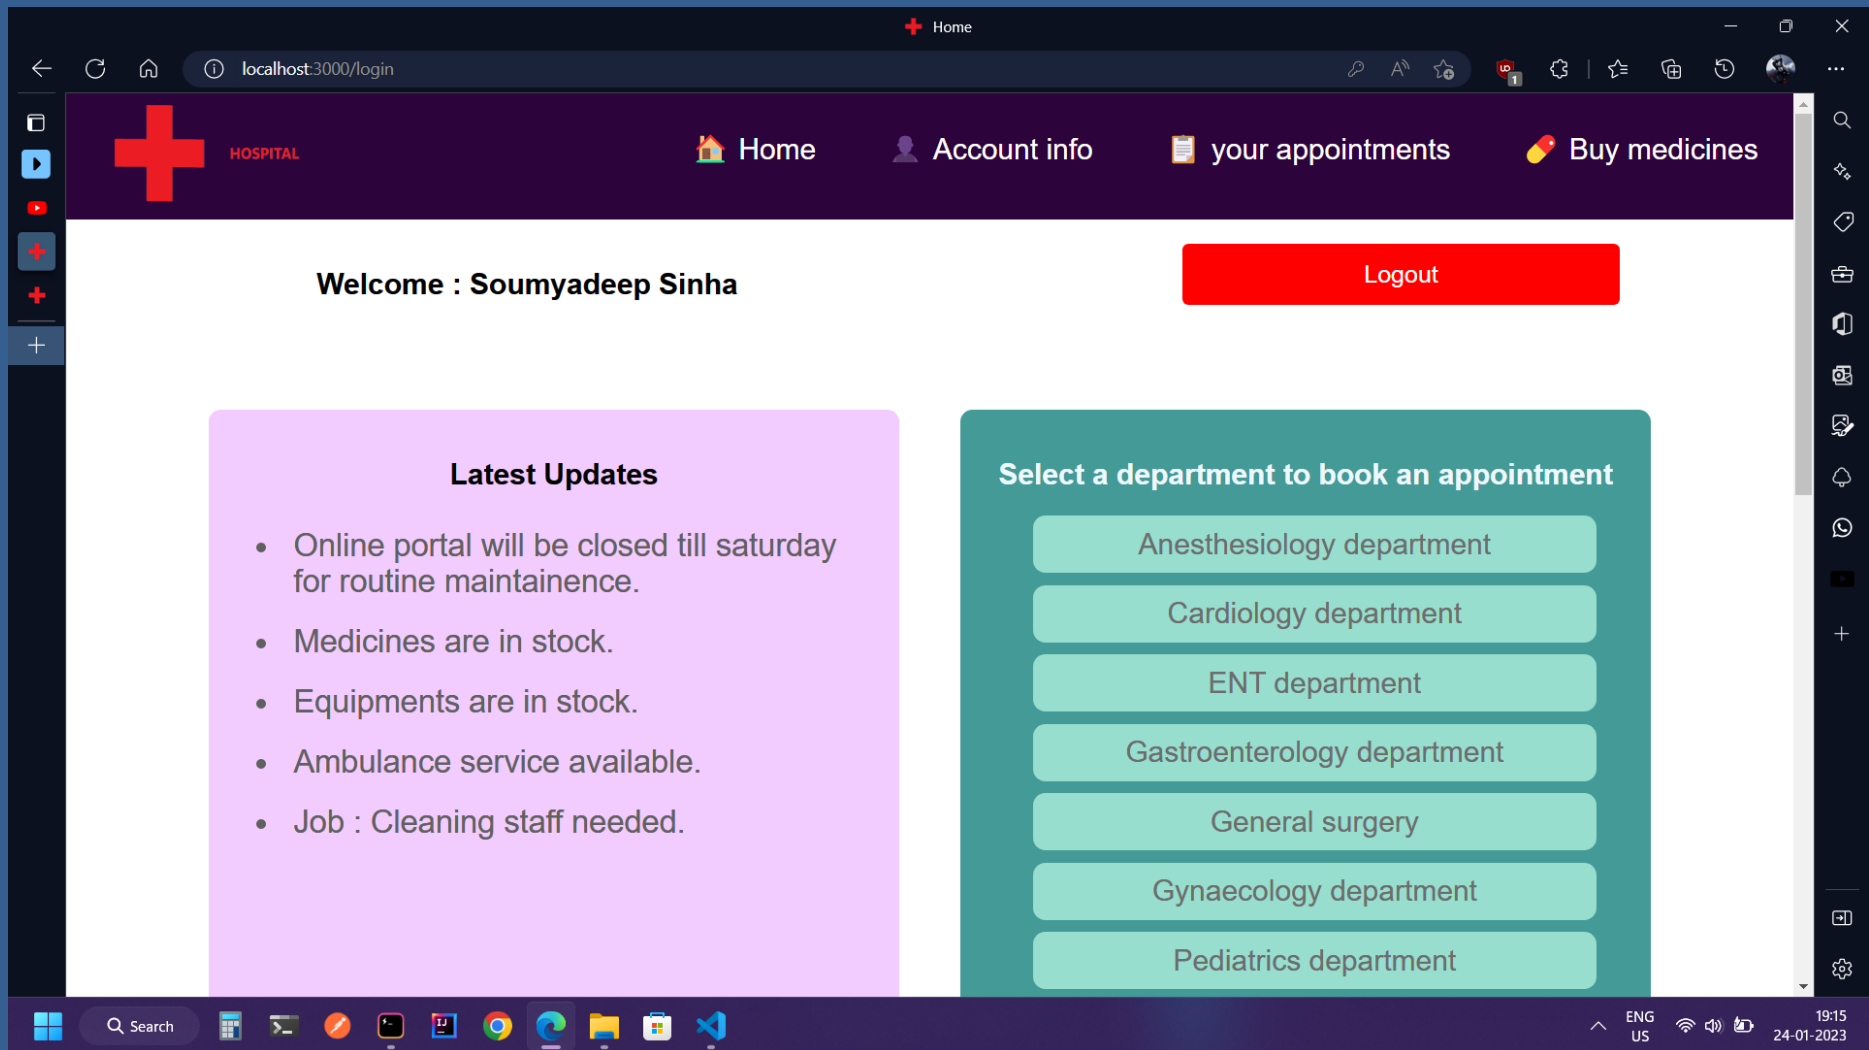 Home
localhost:3000/login
1
HOSPITAL
Home
Account info
your appointments
Buy medicines
Welcome : Soumyadeep Sinha
Logout
Latest Updates
Online portal will be closed till saturday
for routine maintainence.
Medicines are in stock.
Equipments are in stock.
Ambulance service available.
Job : Cleaning staff needed.
Select a department to book an appointment
Anesthesiology department
Cardiology department
ENT department
Gastroenterology department
General surgery
Gynaecology department
Pediatrics department
Search
ENG
US
19:15
24-01-2023